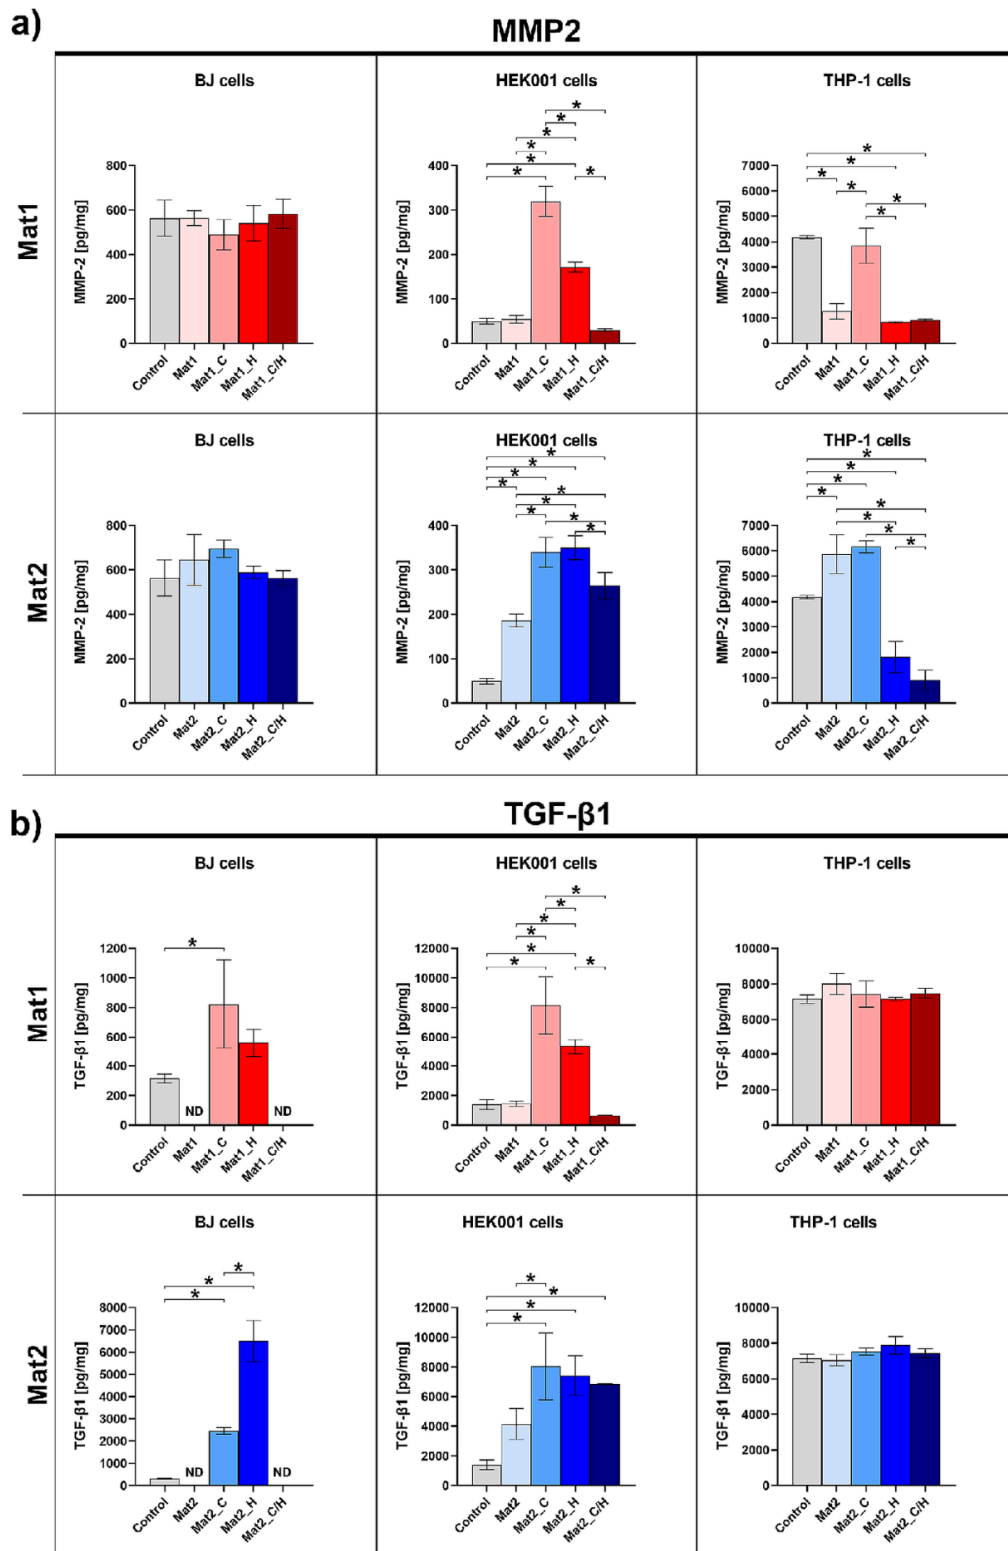 a)
MMP2
Mat1
BJ cells
MMP-2 [pg/mg]
800
600
400
200
0
Control
Mat1
Mat1_C
Mat1_H
Mat1_C/H
HEK001 cells
* 
*
*
*
*
* *
MMP-2 [pg/mg]
400
300
200
100
0
Control
Mat1
Mat1_C
Mat1_H
Mat1_C/H
THP-1 cells
*
*
*
*
*
*
MMP-2 [pg/mg]
7000
6000
5000
4000
3000
2000
1000
0
Control
Mat1
Mat1_C
Mat1_H
Mat1_C/H
Mat2
BJ cells
MMP-2 [pg/mg]
800
600
400
200
0
Control
Mat2
Mat2_C
Mat2_H
Mat2_C/H
HEK001 cells
*
*
*
*
*
*
*
*
*
MMP-2 [pg/mg]
400
300
200
100
0
Control
Mat2
Mat2_C
Mat2_H
Mat2_C/H
THP-1 cells
*
*
*
*
*
*
*
*
MMP-2 [pg/mg]
7000
6000
5000
4000
3000
2000
1000
0
Control
Mat2
Mat2_C
Mat2_H
Mat2_C/H
b)
TGF-β1
Mat1
BJ cells
*
TGF-β1 [pg/mg]
1200
1000
800
600
400
200
0
ND
ND
Control
Mat1
Mat1_C
Mat1_H
Mat1_C/H
HEK001 cells
*
*
*
*
*
* *
TGF-β1 [pg/mg]
12000
10000
8000
6000
4000
2000
0
Control
Mat1
Mat1_C
Mat1_H
Mat1_C/H
THP-1 cells
TGF-β1 [pg/mg]
10000
8000
6000
4000
2000
0
Control
Mat1
Mat1_C
Mat1_H
Mat1_C/H
Mat2
BJ cells
*
*
*
TGF-β1 [pg/mg]
8000
7000
6000
5000
4000
3000
2000
1000
0
ND
ND
Control
Mat2
Mat2_C
Mat2_H
Mat2_C/H
HEK001 cells
*
*
*
*
TGF-β1 [pg/mg]
12000
10000
8000
6000
4000
2000
0
Control
Mat2
Mat2_C
Mat2_H
Mat2_C/H
THP-1 cells
TGF-β1 [pg/mg]
10000
8000
6000
4000
2000
0
Control
Mat2
Mat2_C
Mat2_H
Mat2_C/H